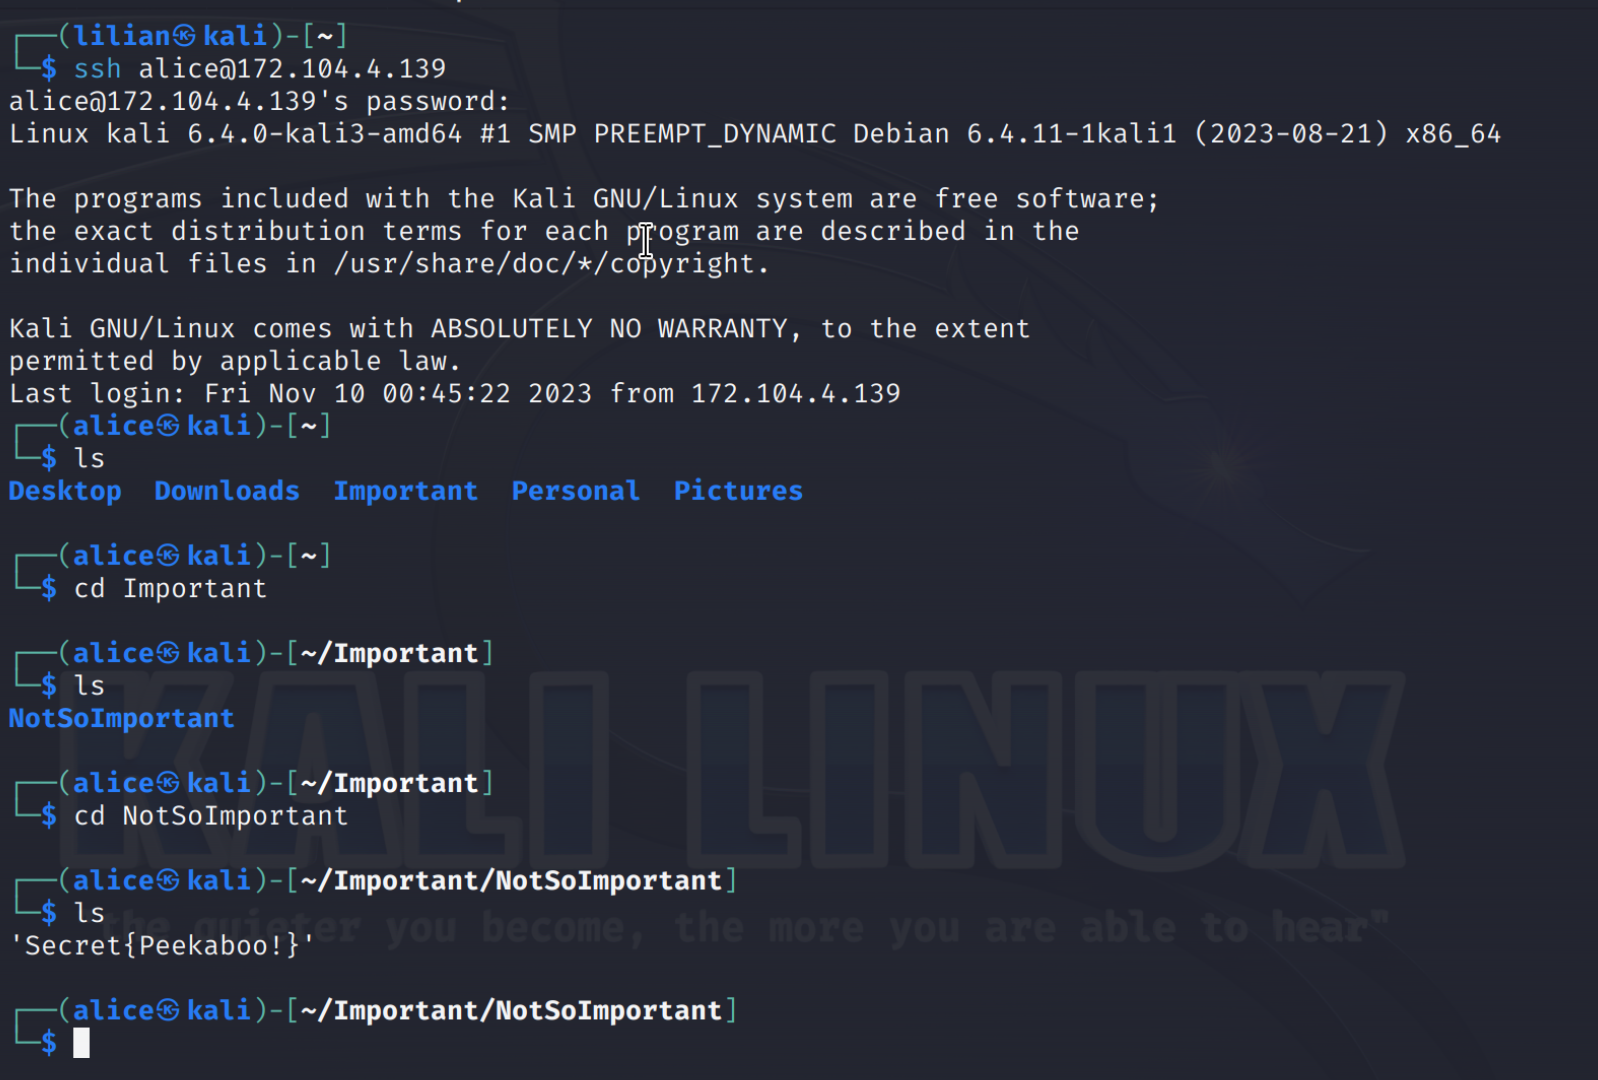 ┌──(lilian㉿kali)-[~]
└─$ ssh alice@172.104.4.139
alice@172.104.4.139's password:
Linux kali 6.4.0-kali3-amd64 #1 SMP PREEMPT_DYNAMIC Debian 6.4.11-1kali1 (2023-08-21) x86_64
The programs included with the Kali GNU/Linux system are free software;
the exact distribution terms for each program are described in the
individual files in /usr/share/doc/*/copyright.
Kali GNU/Linux comes with ABSOLUTELY NO WARRANTY, to the extent
permitted by applicable law.
Last login: Fri Nov 10 00:45:22 2023 from 172.104.4.139
┌──(alice㉿kali)-[~]
└─$ ls
Desktop  Downloads  Important  Personal  Pictures
┌──(alice㉿kali)-[~]
└─$ cd Important
┌──(alice㉿kali)-[~/Important]
└─$ ls
NotSoImportant
┌──(alice㉿kali)-[~/Important]
└─$ cd NotSoImportant
┌──(alice㉿kali)-[~/Important/NotSoImportant]
└─$ ls
'Secret{Peekaboo!}'
┌──(alice㉿kali)-[~/Important/NotSoImportant]
└─$
KALI LINUX
the quieter you become, the more you are able to hear"